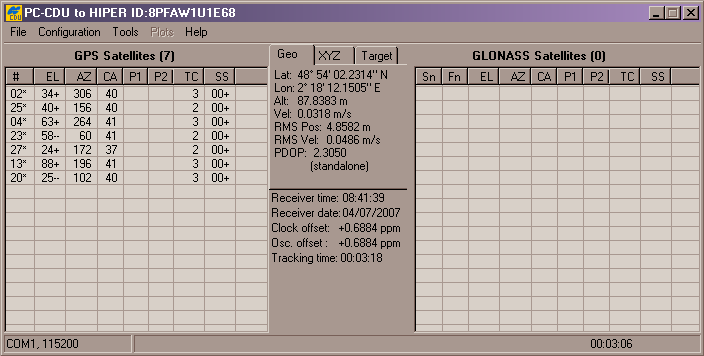 PC-CDU to HIPER ID:8PFAW1U1E68
File Configuration Tools Plots Help
GPS Satellites (7)
# EL AZ CA P1 P2 TC SS
02* 34+ 306 40 3 00+
25* 40+ 156 40 2 00+
04* 63+ 264 41 3 00+
23* 58-- 60 41 2 00+
27* 24+ 172 37 2 00+
13* 88+ 196 41 3 00+
20* 25-- 102 40 3 00+
Geo XYZ Target
Lat: 48° 54' 02.2314'' N
Lon: 2° 18' 12.1505'' E
Alt: 87.8383 m
Vel: 0.0318 m/s
RMS Pos: 4.8582 m
RMS Vel: 0.0486 m/s
PDOP: 2.3050
(standalone)
Receiver time: 08:41:39
Receiver date: 04/07/2007
Clock offset: +0.6884 ppm
Osc. offset : +0.6884 ppm
Tracking time: 00:03:18
GLONASS Satellites (0)
Sn Fn EL AZ CA P1 P2 TC SS
COM1, 115200
00:03:06